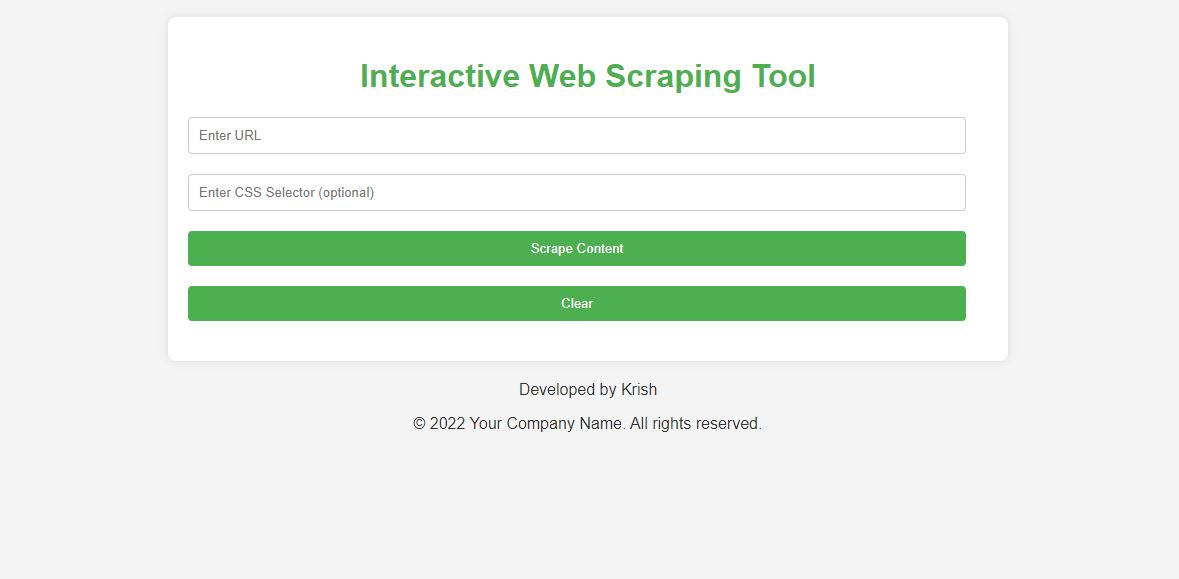 Interactive Web Scraping Tool
Enter URL
Enter CSS Selector (optional)
Scrape Content
Clear
Developed by Krish
© 2022 Your Company Name. All rights reserved.